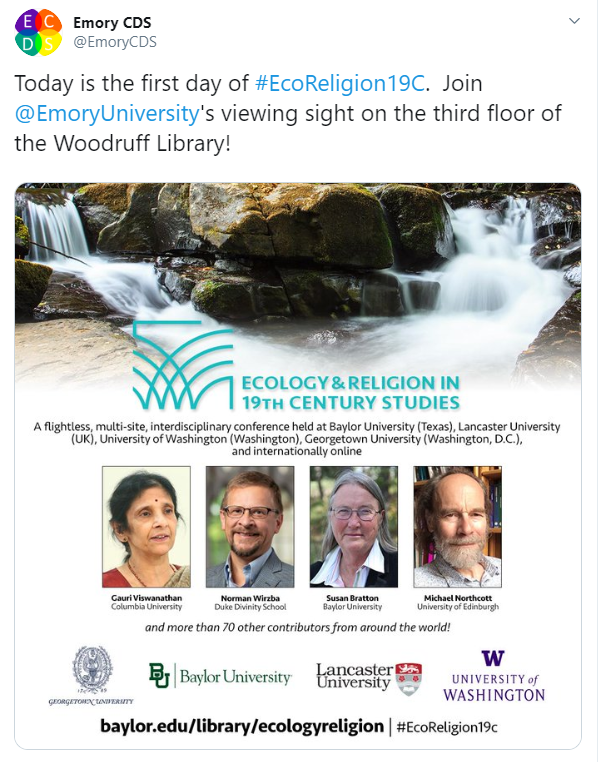 E C
D S
Emory CDS
@EmoryCDS
Today is the first day of #EcoReligion19C. Join
@EmoryUniversity's viewing sight on the third floor of
the Woodruff Library!
ECOLOGY & RELIGION IN
19TH CENTURY STUDIES
A flightless, multi-site, interdisciplinary conference held at Baylor University (Texas), Lancaster University
(UK), University of Washington (Washington), Georgetown University (Washington, D.C.),
and internationally online
Gauri Viswanathan
Columbia University
Norman Wirzba
Duke Divinity School
Susan Bratton
Baylor University
Michael Northcott
University of Edinburgh
and more than 70 other contributors from around the world!
GEORGETOWN UNIVERSITY
BU Baylor University
Lancaster
University
W
UNIVERSITY of
WASHINGTON
baylor.edu/library/ecologyreligion | #EcoReligion19c